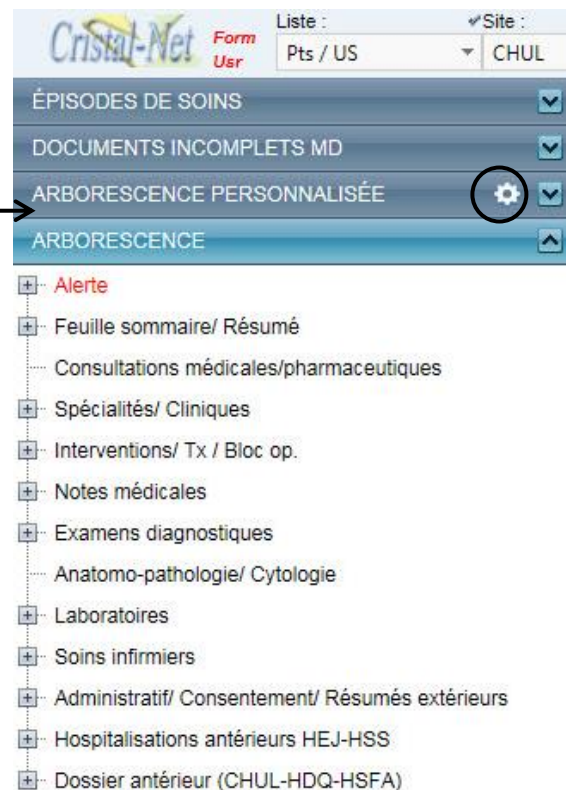 Cristal-Net Form Usr
Liste : Site :
Pts / US CHUL
ÉPISODES DE SOINS
DOCUMENTS INCOMPLETS MD
ARBORESCENCE PERSONNALISÉE
ARBORESCENCE
Alerte
Feuille sommaire/ Résumé
Consultations médicales/pharmaceutiques
Spécialités/ Cliniques
Interventions/ Tx / Bloc op.
Notes médicales
Examens diagnostiques
Anatomo-pathologie/ Cytologie
Laboratoires
Soins infirmiers
Administratif/ Consentement/ Résumés extérieurs
Hospitalisations antérieurs HEJ-HSS
Dossier antérieur (CHUL-HDQ-HSFA)